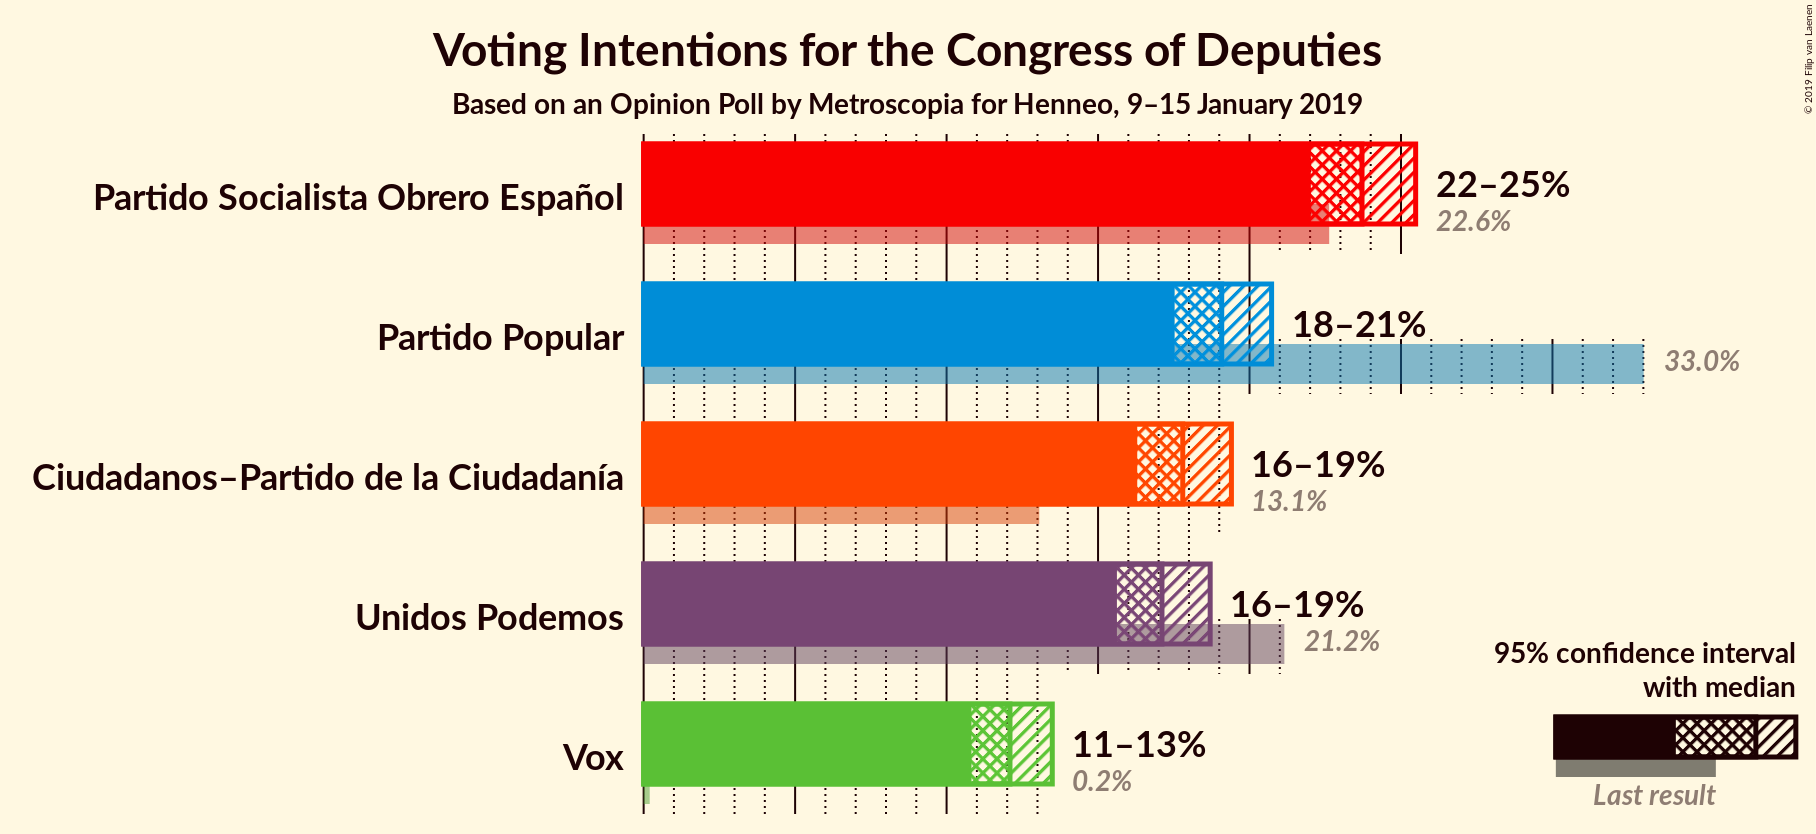 Voting Intentions for the Congress of Deputies
Based on an Opinion Poll by Metroscopia for Henneo, 9–15 January 2019
© 2019 Filip van Laenen
Partido Socialista Obrero Español
22–25%
22.6%
Partido Popular
18–21%
33.0%
Ciudadanos–Partido de la Ciudadanía
16–19%
13.1%
Unidos Podemos
16–19%
21.2%
Vox
11–13%
0.2%
95% confidence interval
with median
Last result